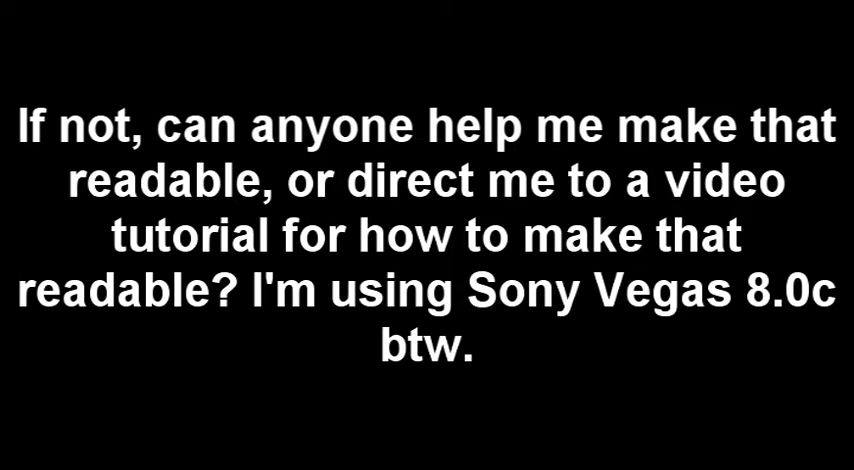 If not, can anyone help me make that
readable, or direct me to a video
tutorial for how to make that
readable? I'm using Sony Vegas 8.0c
btw.